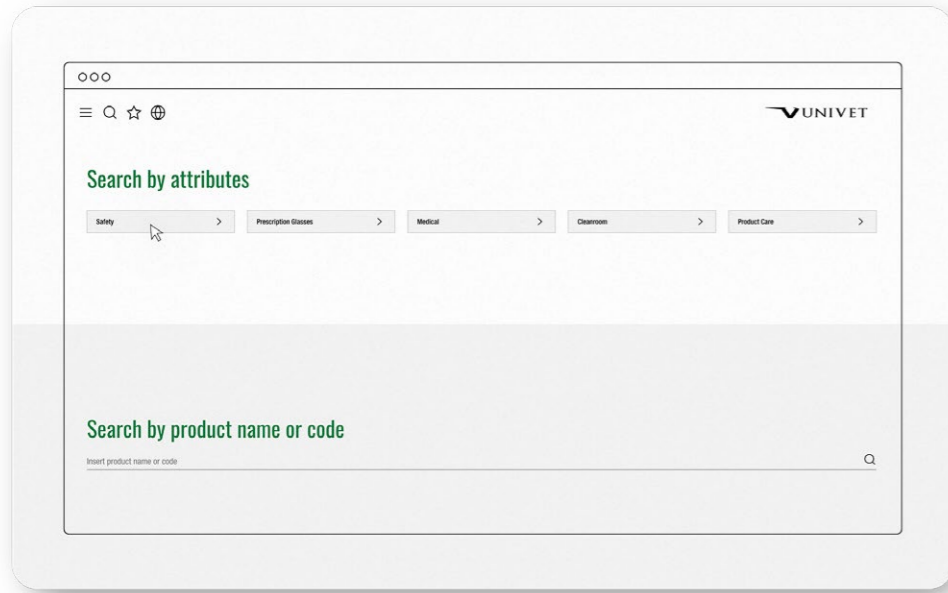 UNIVET
Search by attributes
Safety
Prescription Glasses
Medical
Cleanroom
Product Care
Search by product name or code
Insert product name or code